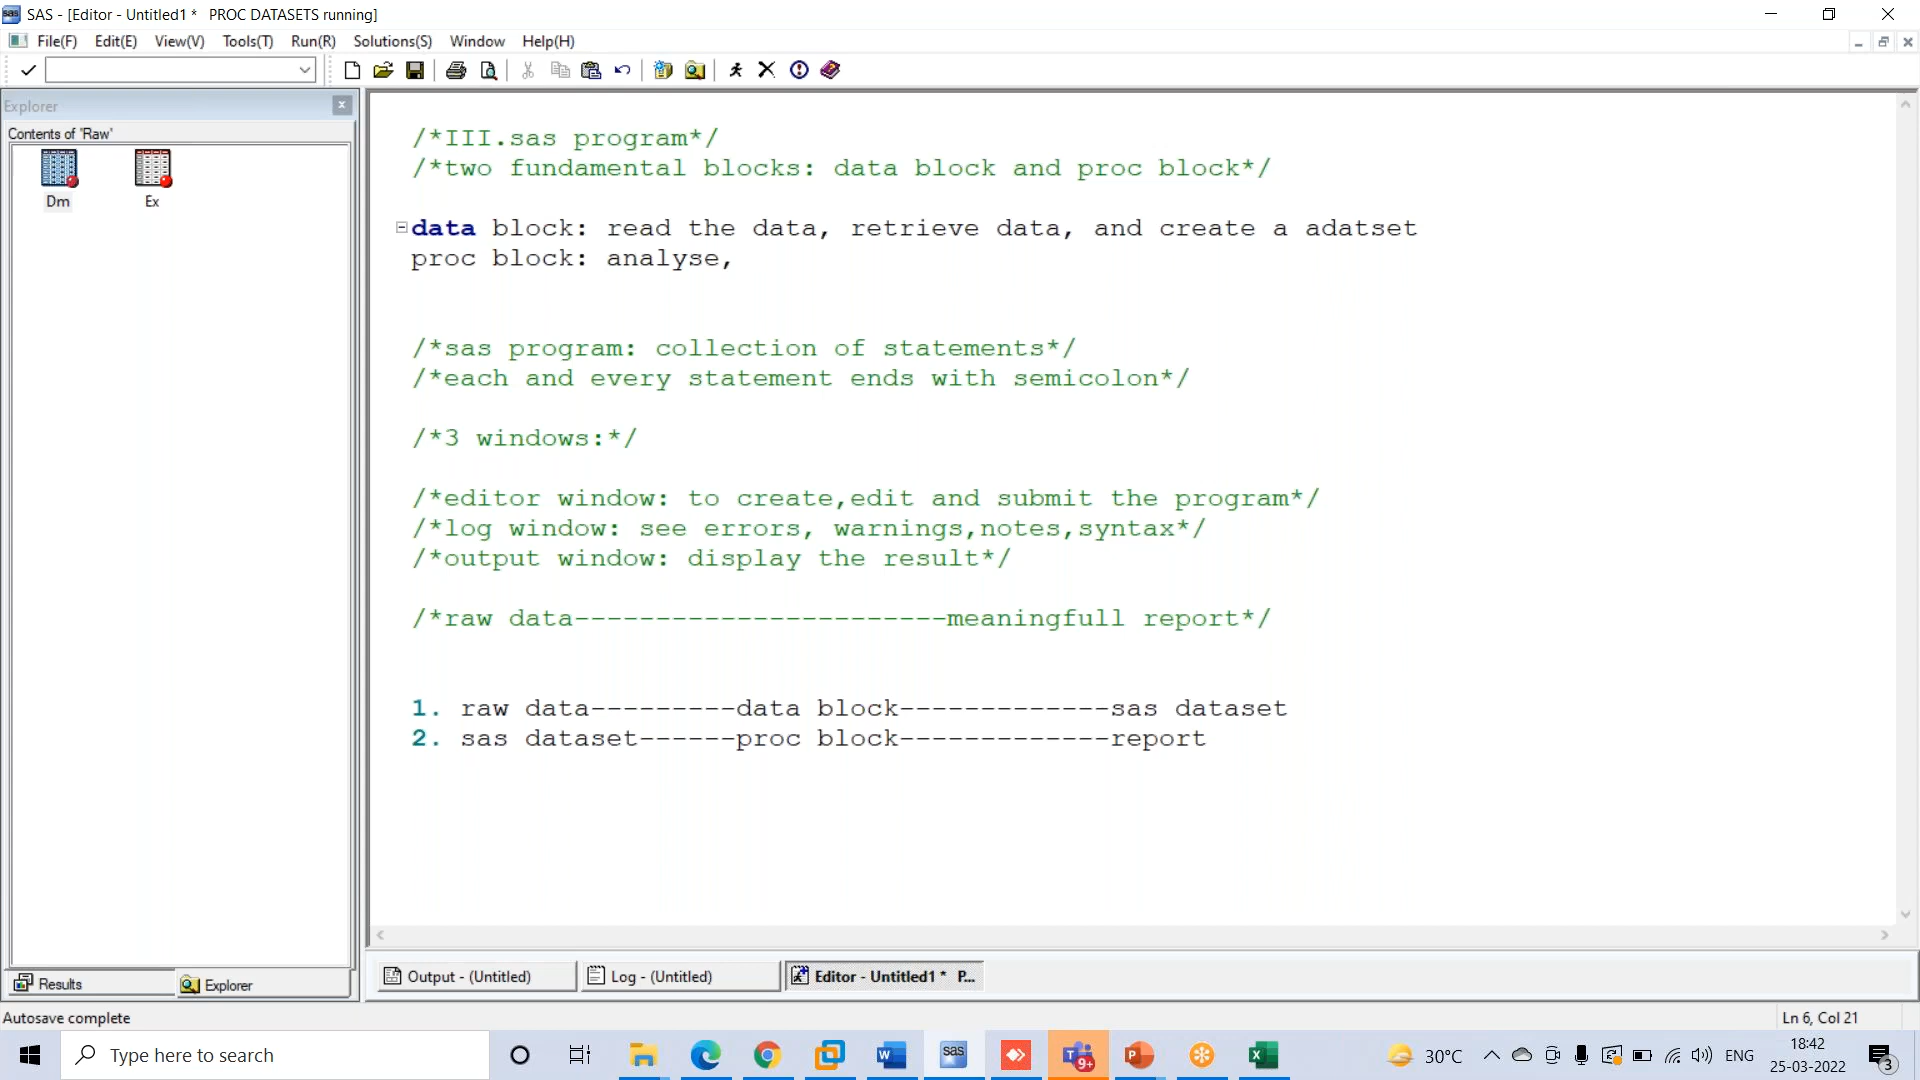 SAS - [Editor - Untitled1 * PROC DATASETS running]
File(F) Edit(E) View(V) Tools(T) Run(R) Solutions(S) Window Help(H)
Explorer
Contents of 'Raw'
Dm Ex
/*III.sas program*/
/*two fundamental blocks: data block and proc block*/
data block: read the data, retrieve data, and create a adatset
proc block: analyse,
/*sas program: collection of statements*/
/*each and every statement ends with semicolon*/
/*3 windows:*/
/*editor window: to create,edit and submit the program*/
/*log window: see errors, warnings,notes,syntax*/
/*output window: display the result*/
/*raw data-----------------------meaningfull report*/
1. raw data---------data block-------------sas dataset
2. sas dataset------proc block-------------report
Results Explorer
Output - (Untitled) Log - (Untitled) Editor - Untitled1 * P...
Autosave complete
Ln 6, Col 21
Type here to search
sas
9+
30°C
ENG
18:42
25-03-2022
3